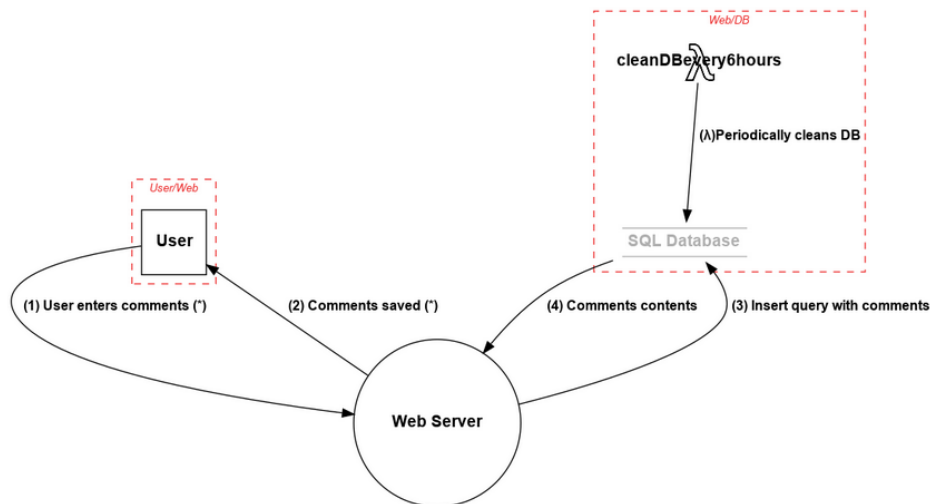 Web/DB
cleanDBevery6hours
(λ)Periodically cleans DB
User/Web
User
SQL Database
(1) User enters comments (*)
(2) Comments saved (*)
(4) Comments contents
(3) Insert query with comments
Web Server